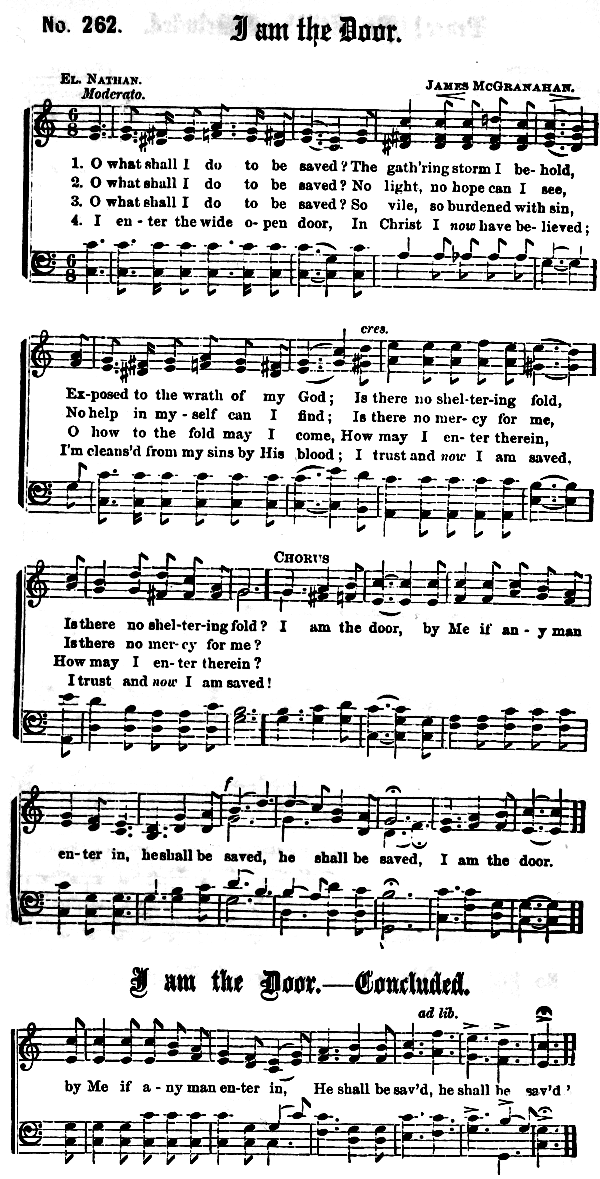 No. 262.
I am the Door.
El. Nathan.
James McGranahan.
Moderato.
1. O what shall I do to be saved? The gath'ring storm I be- hold,
2. O what shall I do to be saved? No light, no hope can I see,
3. O what shall I do to be saved? So vile, so burdened with sin,
4. I en - ter the wide o - pen door, In Christ I now have be - lieved;
cres.
Ex-posed to the wrath of my God; Is there no shel-ter-ing fold,
No help in my - self can I find; Is there no mer- cy for me,
O how to the fold may I come, How may I en- ter therein,
I'm cleans'd from my sins by His blood; I trust and now I am saved,
Chorus
Is there no shel-ter-ing fold? I am the door, by Me if an - y man
Is there no mer- cy for me?
How may I en- ter therein?
I trust and now I am saved!
f
en-ter in, he shall be saved, he shall be saved, I am the door.
I am the Door.—Concluded.
ad lib.
by Me if a - ny man en-ter in, He shall be sav'd, he shall be sav'd